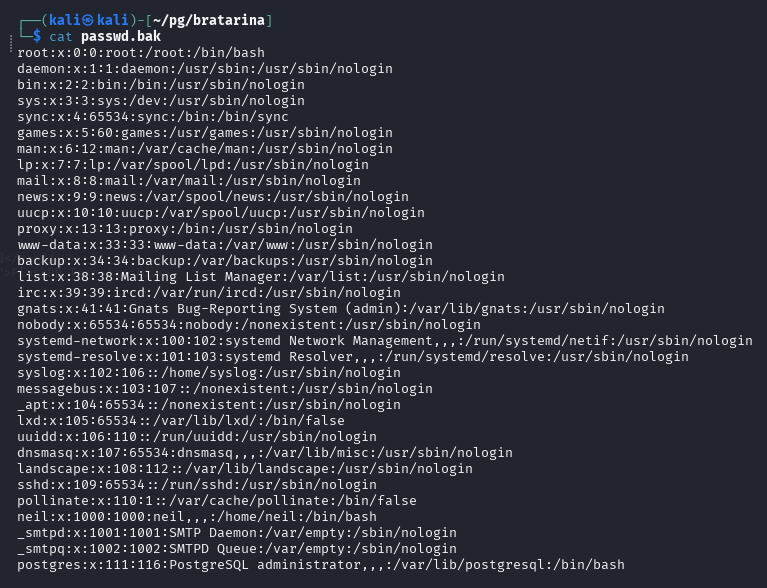 ┌──(kali㉿kali)-[~/pg/bratarina]
└─$ cat passwd.bak
root:x:0:0:root:/root:/bin/bash
daemon:x:1:1:daemon:/usr/sbin:/usr/sbin/nologin
bin:x:2:2:bin:/bin:/usr/sbin/nologin
sys:x:3:3:sys:/dev:/usr/sbin/nologin
sync:x:4:65534:sync:/bin:/bin/sync
games:x:5:60:games:/usr/games:/usr/sbin/nologin
man:x:6:12:man:/var/cache/man:/usr/sbin/nologin
lp:x:7:7:lp:/var/spool/lpd:/usr/sbin/nologin
mail:x:8:8:mail:/var/mail:/usr/sbin/nologin
news:x:9:9:news:/var/spool/news:/usr/sbin/nologin
uucp:x:10:10:uucp:/var/spool/uucp:/usr/sbin/nologin
proxy:x:13:13:proxy:/bin:/usr/sbin/nologin
www-data:x:33:33:www-data:/var/www:/usr/sbin/nologin
backup:x:34:34:backup:/var/backups:/usr/sbin/nologin
list:x:38:38:Mailing List Manager:/var/list:/usr/sbin/nologin
irc:x:39:39:ircd:/var/run/ircd:/usr/sbin/nologin
gnats:x:41:41:Gnats Bug-Reporting System (admin):/var/lib/gnats:/usr/sbin/nologin
nobody:x:65534:65534:nobody:/nonexistent:/usr/sbin/nologin
systemd-network:x:100:102:systemd Network Management,,,:/run/systemd/netif:/usr/sbin/nologin
systemd-resolve:x:101:103:systemd Resolver,,,:/run/systemd/resolve:/usr/sbin/nologin
syslog:x:102:106::/home/syslog:/usr/sbin/nologin
messagebus:x:103:107::/nonexistent:/usr/sbin/nologin
_apt:x:104:65534::/nonexistent:/usr/sbin/nologin
lxd:x:105:65534::/var/lib/lxd/:/bin/false
uuidd:x:106:110::/run/uuidd:/usr/sbin/nologin
dnsmasq:x:107:65534:dnsmasq,,,:/var/lib/misc:/usr/sbin/nologin
landscape:x:108:112::/var/lib/landscape:/usr/sbin/nologin
sshd:x:109:65534::/run/sshd:/usr/sbin/nologin
pollinate:x:110:1::/var/cache/pollinate:/bin/false
neil:x:1000:1000:neil,,,:/home/neil:/bin/bash
_smtpd:x:1001:1001:SMTP Daemon:/var/empty:/sbin/nologin
_smtpq:x:1002:1002:SMTPD Queue:/var/empty:/sbin/nologin
postgres:x:111:116:PostgreSQL administrator,,,:/var/lib/postgresql:/bin/bash